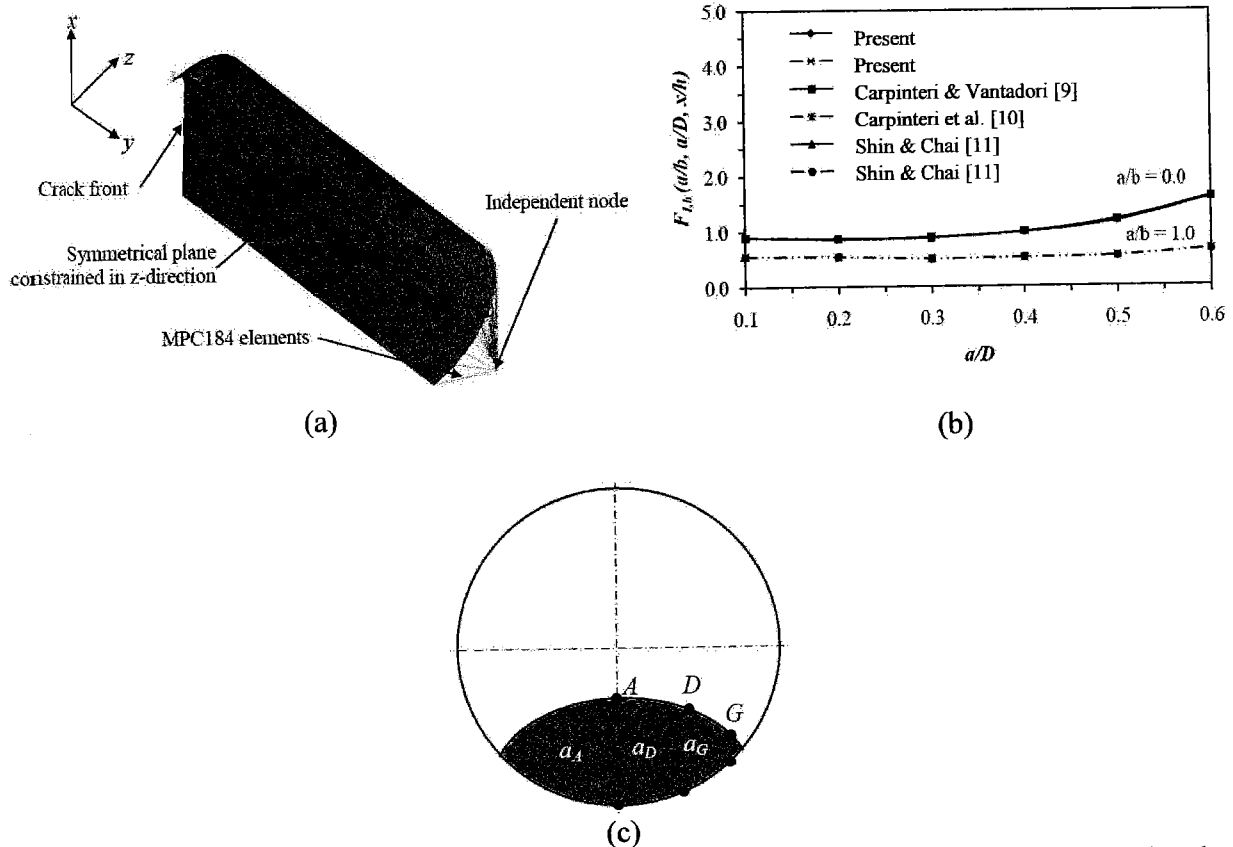 x
z
y
Crack front
Independent node
Symmetrical plane
constrained in z-direction
MPC184 elements
(a)
F_{I,b} (a/b, a/D, x/h)
5.0
4.0
3.0
2.0
1.0
0.0
Present
Present
Carpinteri & Vantadori [9]
Carpinteri et al. [10]
Shin & Chai [11]
Shin & Chai [11]
a/b = 0.0
a/b = 1.0
0.1 0.2 0.3 0.4 0.5 0.6
a/D
(b)
A
D
G
a_A a_D a_G
(c)